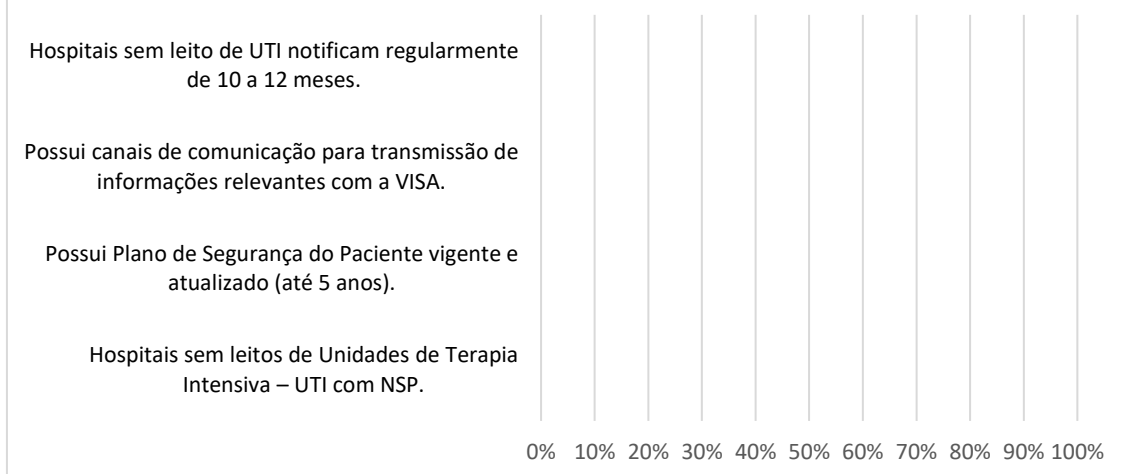 Hospitais sem leito de UTI notificam regularmente
de 10 a 12 meses.
Possui canais de comunicação para transmissão de
informações relevantes com a VISA.
Possui Plano de Segurança do Paciente vigente e
atualizado (até 5 anos).
Hospitais sem leitos de Unidades de Terapia
Intensiva – UTI com NSP.
0% 10% 20% 30% 40% 50% 60% 70% 80% 90% 100%